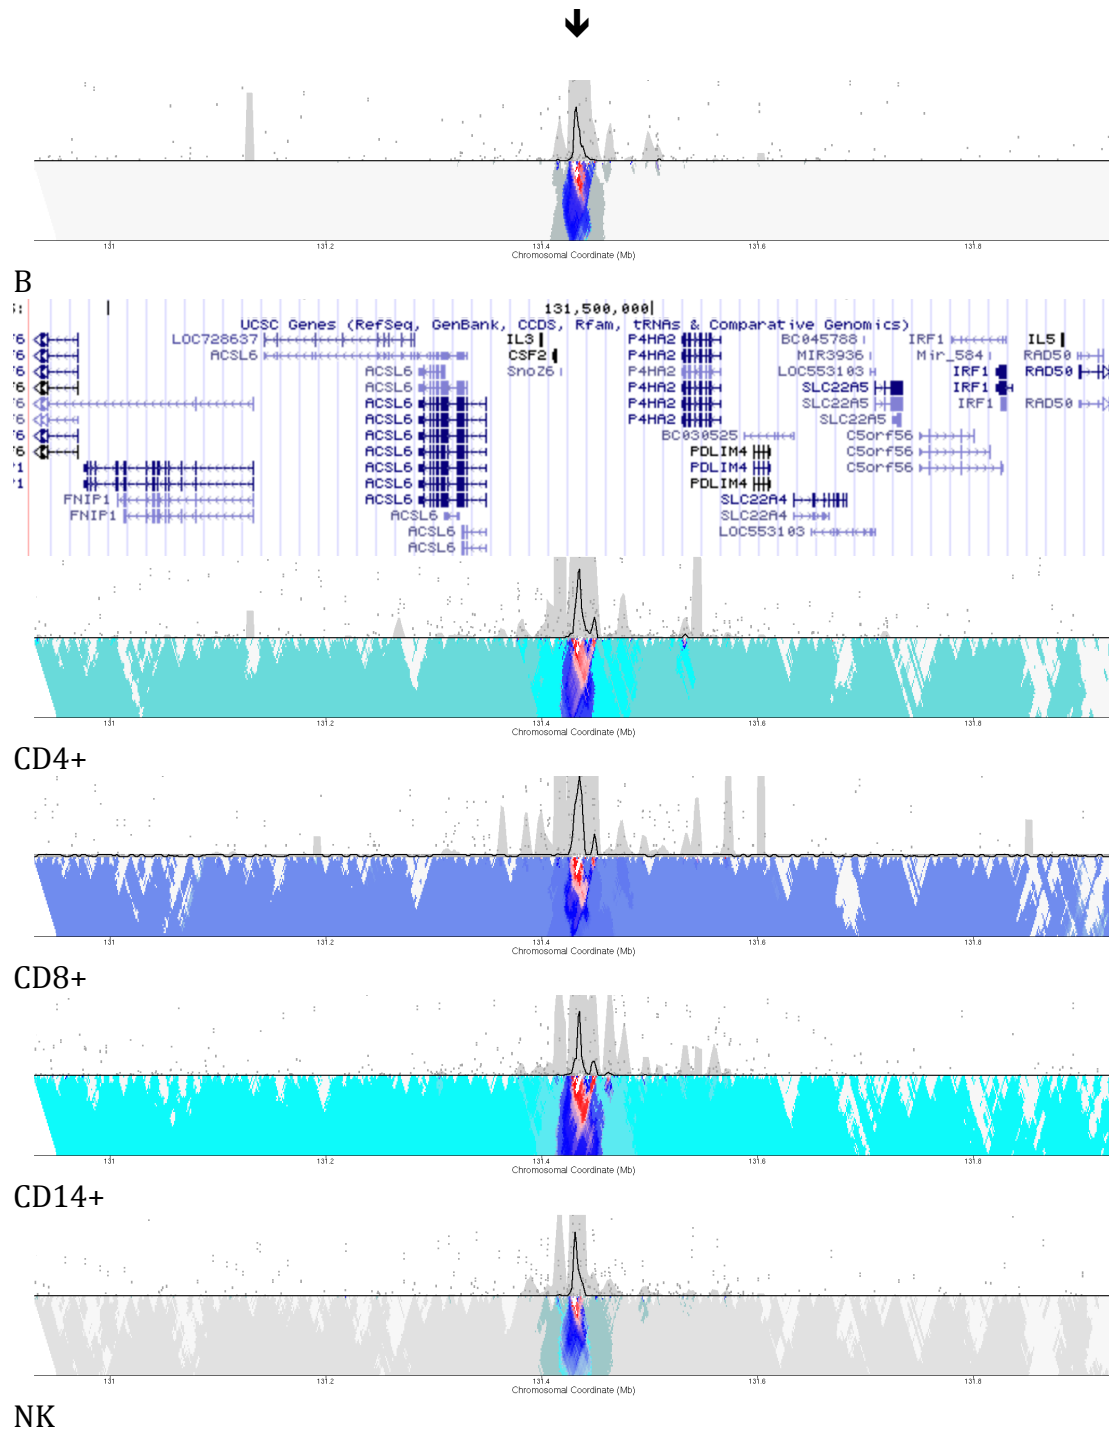 131 131.2 131.4 131.6 131.8
Chromosomal Coordinate (Mb)
B
131,500,000|
UCSC Genes (RefSeq, GenBank, CCDS, Rfam, tRNAs & Comparative Genomics)
LOC728637 IL3 P4HA2 BC045788 IRF1 IL5
ACSL6 CSF2 P4HA2 MIR3936 Mir_584 RAD50
ACSL6 SnoZ6 P4HA2 LOC553103 IRF1 RAD50
ACSL6 P4HA2 SLC22A5 IRF1
ACSL6 P4HA2 SLC22A5 IRF1 RAD50
ACSL6 P4HA2 SLC22A5
ACSL6 BC030525 C5orf56
ACSL6 PDLIM4 C5orf56
ACSL6 PDLIM4 C5orf56
ACSL6 PDLIM4
FNIP1 ACSL6 SLC22A4
FNIP1 ACSL6 SLC22A4
ACSL6 LOC553103
ACSL6
131 131.2 131.4 131.6 131.8
Chromosomal Coordinate (Mb)
CD4+
131 131.2 131.4 131.6 131.8
Chromosomal Coordinate (Mb)
CD8+
131 131.2 131.4 131.6 131.8
Chromosomal Coordinate (Mb)
CD14+
131 131.2 131.4 131.6 131.8
Chromosomal Coordinate (Mb)
NK